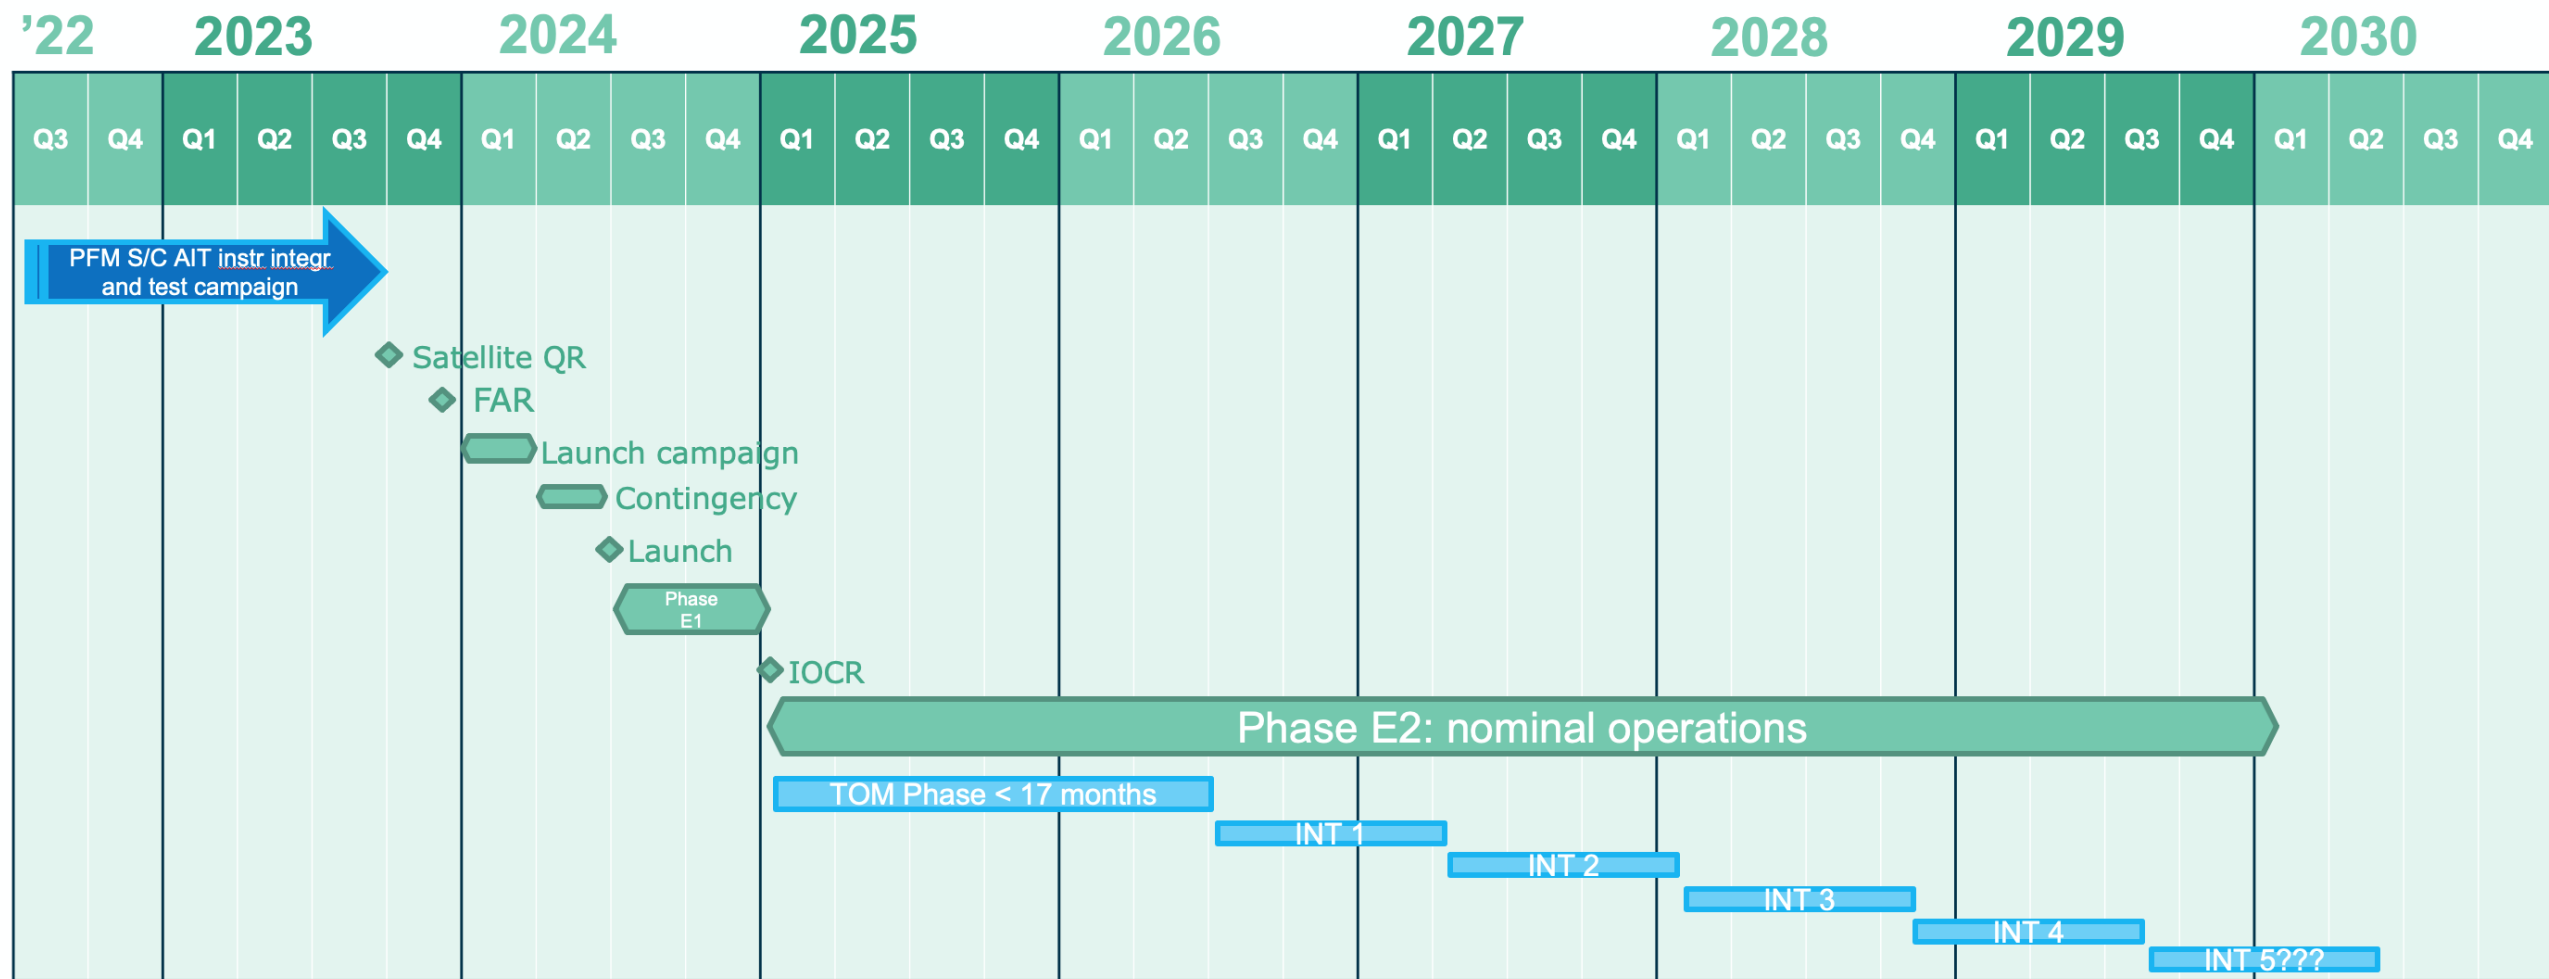 ’22 2023 2024 2025 2026 2027 2028 2029 2030
Q3 Q4 Q1 Q2 Q3 Q4 Q1 Q2 Q3 Q4 Q1 Q2 Q3 Q4 Q1 Q2 Q3 Q4 Q1 Q2 Q3 Q4 Q1 Q2 Q3 Q4 Q1 Q2 Q3 Q4 Q1 Q2 Q3 Q4
PFM S/C AIT instr integr
and test campaign
Satellite QR
FAR
Launch campaign
Contingency
Launch
Phase
E1
IOCR
Phase E2: nominal operations
TOM Phase < 17 months
INT 1
INT 2
INT 3
INT 4
INT 5???